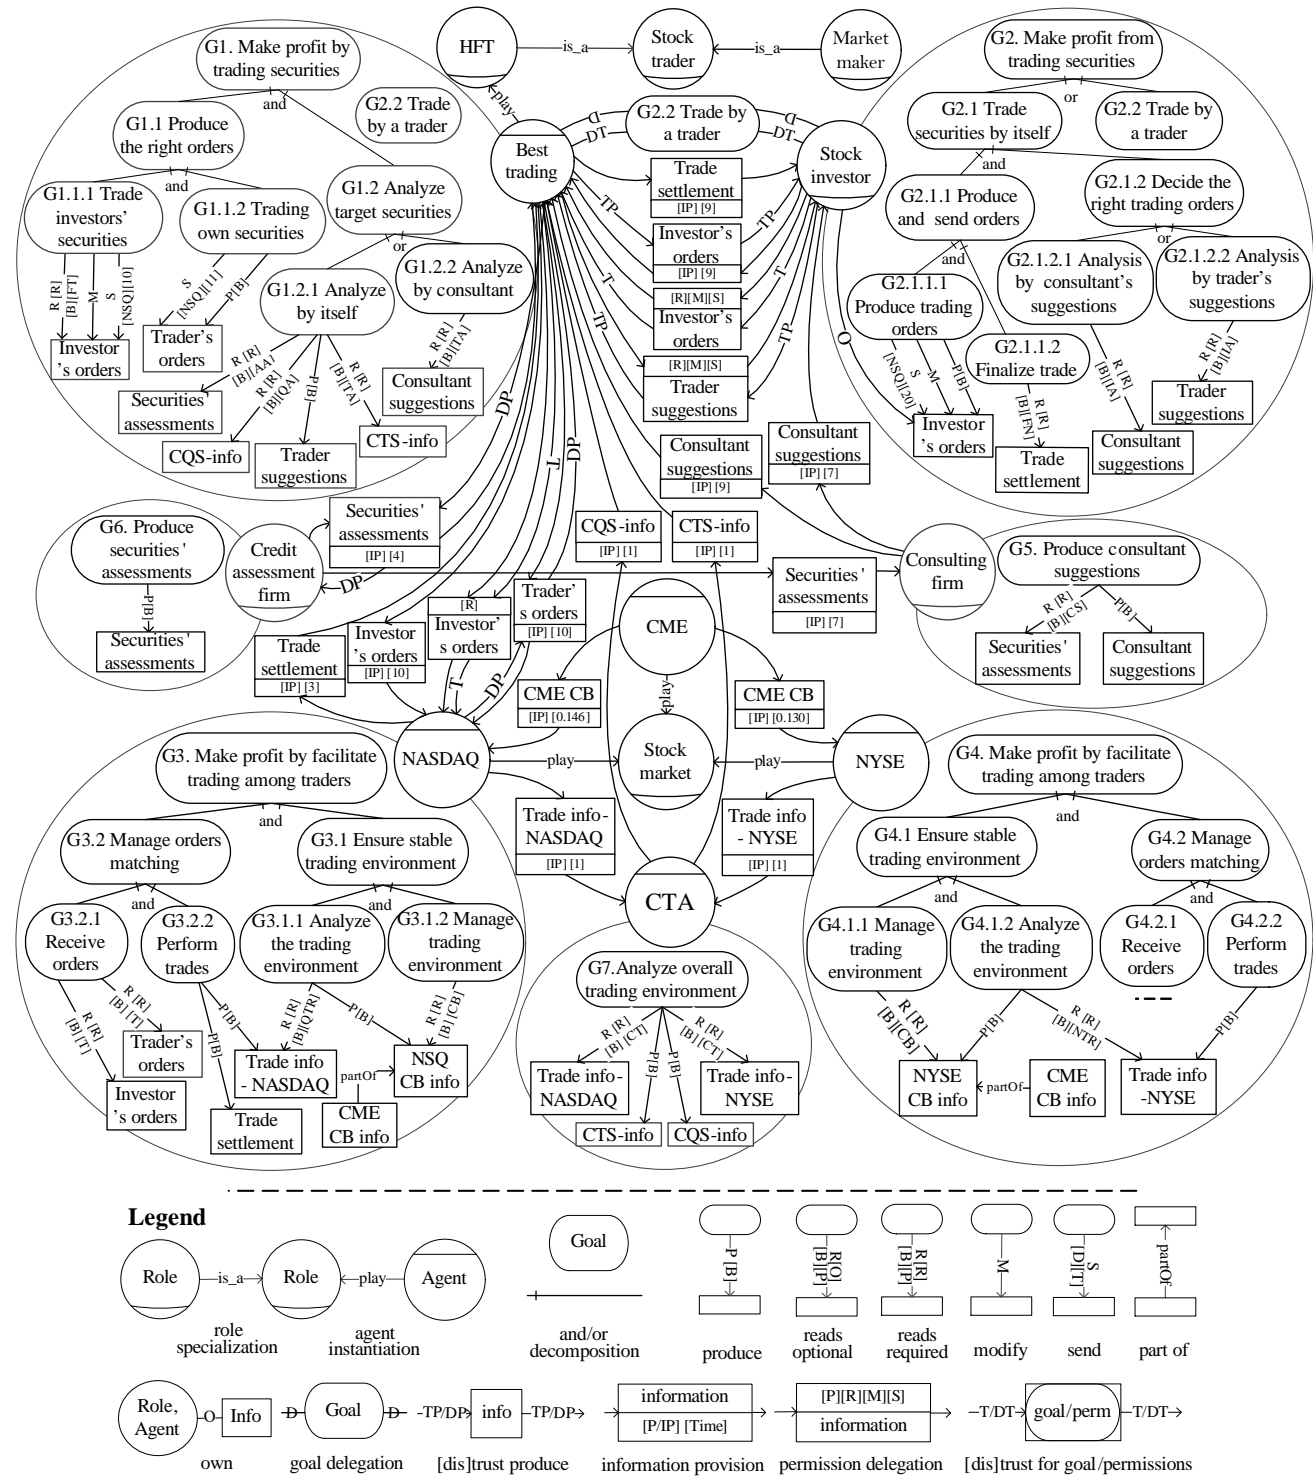 HFT
is_a
Stock
trader
is_a
Market
maker
play
G1. Make profit by
trading securities
and
G2.2 Trade
by a trader
G1.1 Produce
the right orders
and
G1.2 Analyze
target securities
or
G1.1.1 Trade
investors'
securities
G1.1.2 Trading
own securities
G1.2.1 Analyze
by itself
G1.2.2 Analyze
by consultant
R [R]
[B][FT]
M
S
[NSQ][10]
S
[NSQ][11]
P[B]
Investor
's orders
Trader's
orders
R [R]
[B][AA]
R [R]
[B][QA]
P[B]
R [R]
[B][TA]
R [R]
[B][TA]
Securities
assessments
CQS-info
Trader
suggestions
CTS-info
Consultant
suggestions
Best
trading
D
DT
G2.2 Trade by
a trader
D
DT
Stock
investor
Trade
settlement
[IP] [9]
TP
Investor's
orders
[IP] [9]
TP
T
[R][M][S]
Investor's
orders
T
TP
[R][M][S]
Trader
suggestions
TP
O
Consultant
suggestions
[IP] [9]
Consultant
suggestions
[IP] [7]
G2. Make profit from
trading securities
or
G2.1 Trade
securities by itself
and
G2.2 Trade by
a trader
G2.1.1 Produce
and send orders
and
G2.1.2 Decide the
right trading orders
or
G2.1.1.1
Produce trading
orders
G2.1.1.2
Finalize trade
G2.1.2.1 Analysis
by consultant's
suggestions
G2.1.2.2 Analysis
by trader's
suggestions
S
[NSQ][20]
M
P[B]
R [R]
[B][FN]
R [R]
[B][IA]
R [R]
[B][IA]
Investor
's orders
Trade
settlement
Consultant
suggestions
Trader
suggestions
G6. Produce
securities'
assessments
P[B]
Securities'
assessments
Credit
assessment
firm
Securities'
assessments
[IP] [4]
DP
DP
T
DP
CQS-info
[IP] [1]
CTS-info
[IP] [1]
Securities'
assessments
[IP] [7]
Consulting
firm
G5. Produce consultant
suggestions
R [R]
[B][CS]
P[B]
Securities'
assessments
Consultant
suggestions
Trade
settlement
[IP] [3]
Investor
's orders
[IP] [10]
[R]
Investor's
orders
Trader'
s orders
[IP] [10]
T
DP
CME
CME CB
[IP] [0.146]
play
CME CB
[IP] [0.130]
NASDAQ
play
Stock
market
play
NYSE
Trade info-
NASDAQ
[IP] [1]
Trade info
- NYSE
[IP] [1]
CTA
G3. Make profit by facilitate
trading among traders
and
G3.2 Manage orders
matching
and
G3.1 Ensure stable
trading environment
and
G3.2.1
Receive
orders
G3.2.2
Perform
trades
G3.1.1 Analyze
the trading
environment
G3.1.2 Manage
trading
environment
R [R]
[B] [T]
R [R]
[B] [T]
P[B]
P[B]
R [R]
[B][QTR]
P[B]
R [R]
[B] [CB]
Trader's
orders
Investor
's orders
Trade info
- NASDAQ
Trade
settlement
partOf
NSQ
CB info
CME
CB info
G7.Analyze overall
trading environment
R [R]
[B] [CT]
P[B]
P[B]
R [R]
[B] [CT]
Trade info-
NASDAQ
Trade info-
NYSE
CTS-info
CQS-info
G4. Make profit by facilitate
trading among traders
and
G4.1 Ensure stable
trading environment
and
G4.2 Manage
orders matching
and
G4.1.1 Manage
trading
environment
G4.1.2 Analyze
the trading
environment
G4.2.1
Receive
orders
G4.2.2
Perform
trades
R [R]
[B][CB]
P[B]
R [R]
[B][NTR]
P[B]
NYSE
CB info
partOf
CME
CB info
Trade info
-NYSE
Legend
Role
is_a
Role
play
Agent
role
specialization
agent
instantiation
Goal
and/or
decomposition
P [B]
produce
R[O]
[B][P]
reads
optional
R[R]
[B][P]
reads
required
M
modify
S
[D][T]
send
partOf
part of
Role,
Agent
O
Info
own
D
Goal
D
goal delegation
TP/DP
info
TP/DP
[dis]trust produce
information
[P/IP] [Time]
information provision
[P][R][M][S]
information
permission delegation
T/DT
goal/perm
T/DT
[dis]trust for goal/permissions